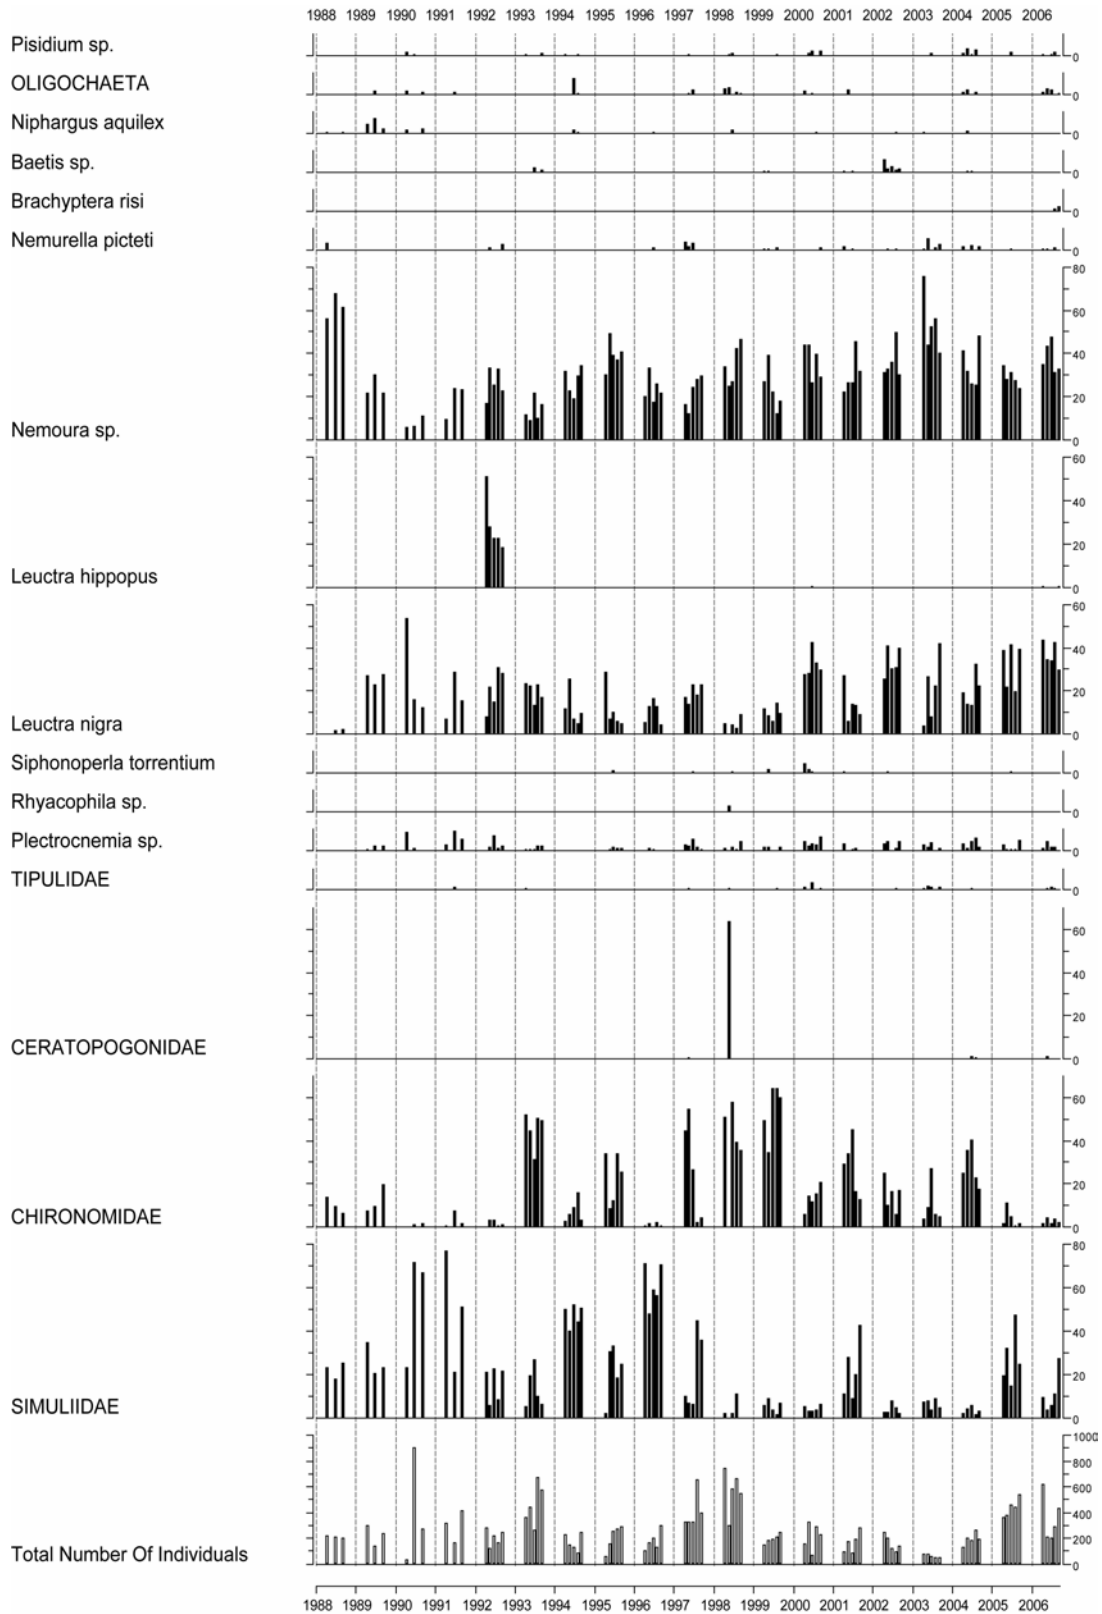 1988 1989 1990 1991 1992 1993 1994 1995 1996 1997 1998 1999 2000 2001 2002 2003 2004 2005 2006
Pisidium sp.
0
OLIGOCHAETA
0
Niphargus aquilex
0
Baetis sp.
0
Brachyptera risi
0
Nemurella picteti
0
80
60
40
20
Nemoura sp.
0
60
40
20
Leuctra hippopus
0
60
40
20
Leuctra nigra
0
Siphonoperla torrentium
0
Rhyacophila sp.
0
Plectrocnemia sp.
0
TIPULIDAE
0
60
40
20
CERATOPOGONIDAE
0
60
40
20
CHIRONOMIDAE
0
80
60
40
20
SIMULIIDAE
0
1000
800
600
400
200
Total Number Of Individuals
0
1988 1989 1990 1991 1992 1993 1994 1995 1996 1997 1998 1999 2000 2001 2002 2003 2004 2005 2006